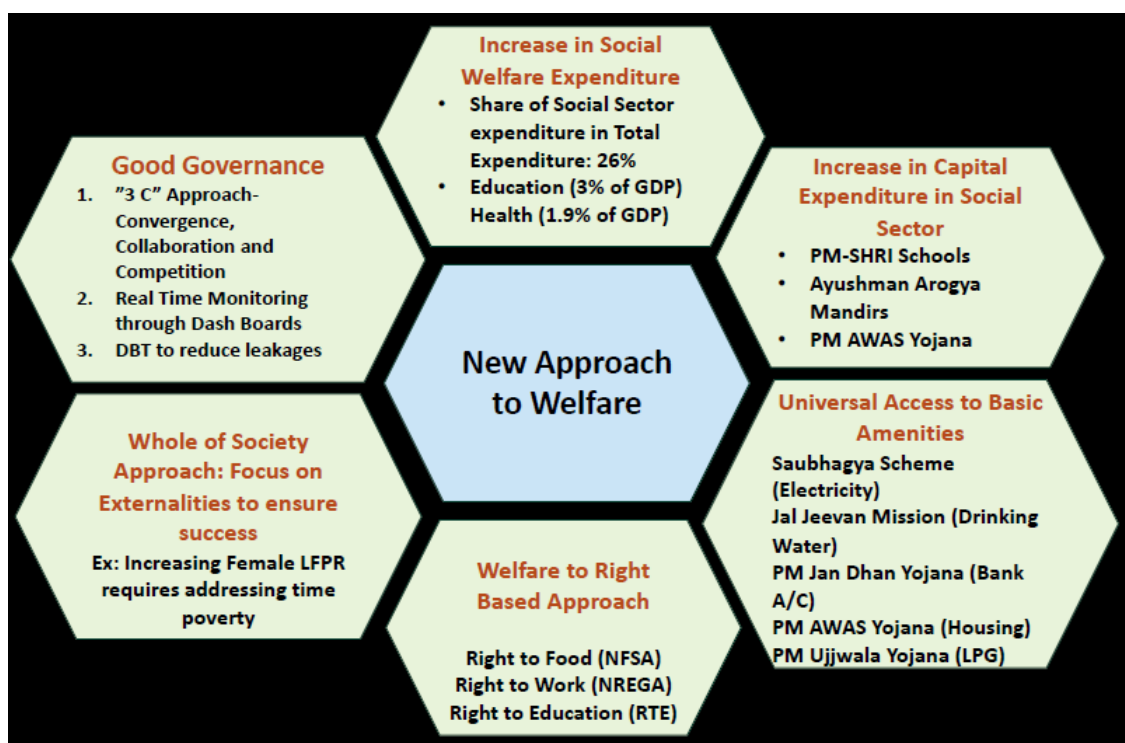 Increase in Social
Welfare Expenditure
• Share of Social Sector
expenditure in Total
Expenditure: 26%
• Education (3% of GDP)
Health (1.9% of GDP)
Good Governance
1. ”3 C” Approach-
Convergence,
Collaboration and
Competition
2. Real Time Monitoring
through Dash Boards
3. DBT to reduce leakages
Increase in Capital
Expenditure in Social
Sector
• PM-SHRI Schools
• Ayushman Arogya
Mandirs
• PM AWAS Yojana
New Approach
to Welfare
Whole of Society
Approach: Focus on
Externalities to ensure
success
Ex: Increasing Female LFPR
requires addressing time
poverty
Universal Access to Basic
Amenities
Saubhagya Scheme
(Electricity)
Jal Jeevan Mission (Drinking
Water)
PM Jan Dhan Yojana (Bank
A/C)
PM AWAS Yojana (Housing)
PM Ujjwala Yojana (LPG)
Welfare to Right
Based Approach
Right to Food (NFSA)
Right to Work (NREGA)
Right to Education (RTE)